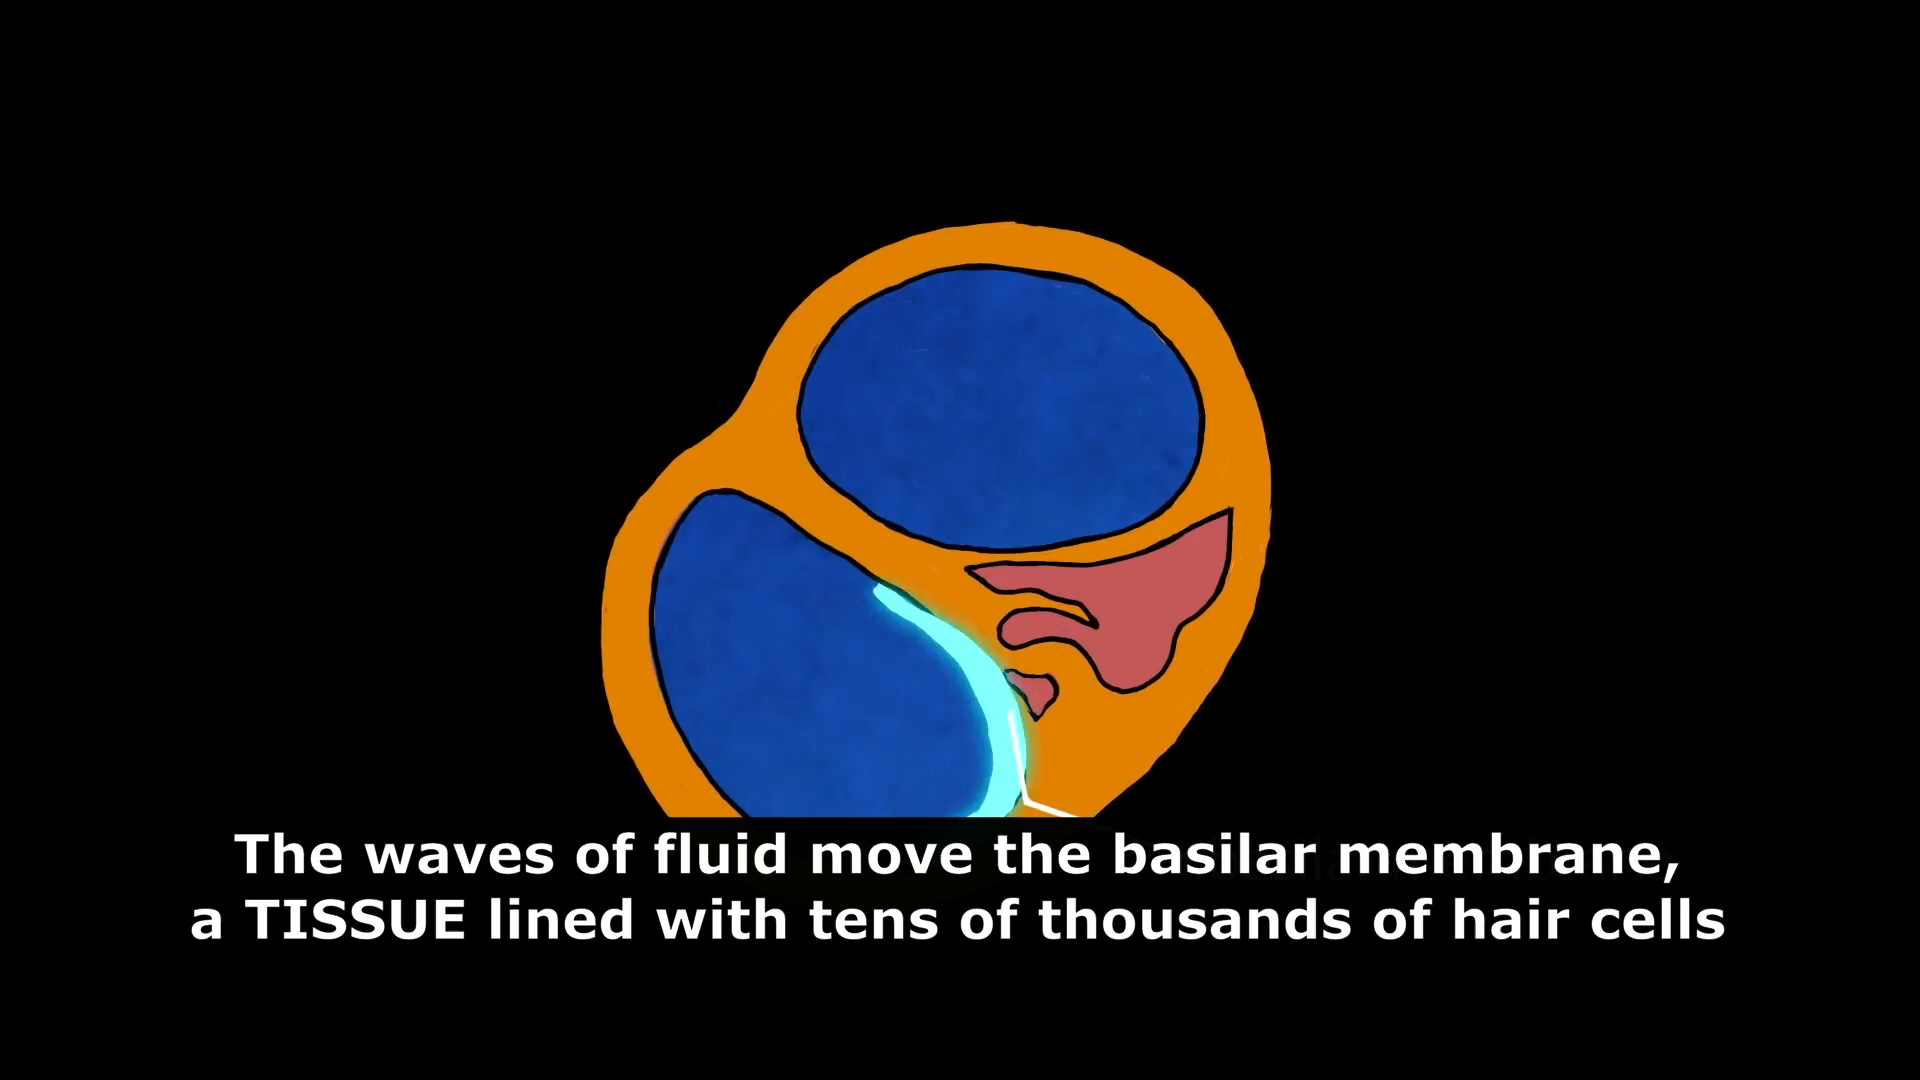 The waves of fluid move the basilar membrane,
a TISSUE lined with tens of thousands of hair cells